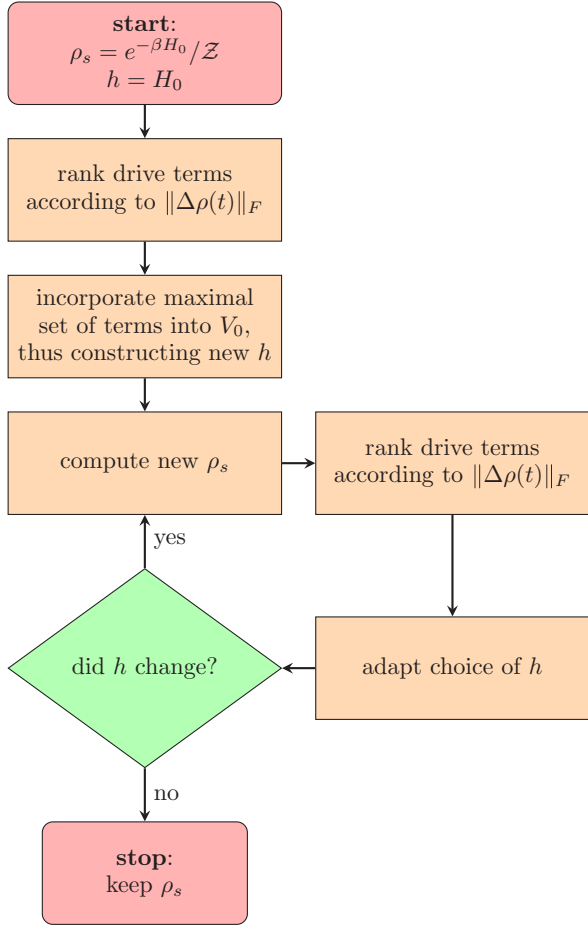 start:
ρ_s = e^{−βH_0}/𝒵
h = H_0
rank drive terms
according to ‖Δρ(t)‖_F
incorporate maximal
set of terms into V_0,
thus constructing new h
compute new ρ_s
rank drive terms
according to ‖Δρ(t)‖_F
yes
did h change?
adapt choice of h
no
stop:
keep ρ_s